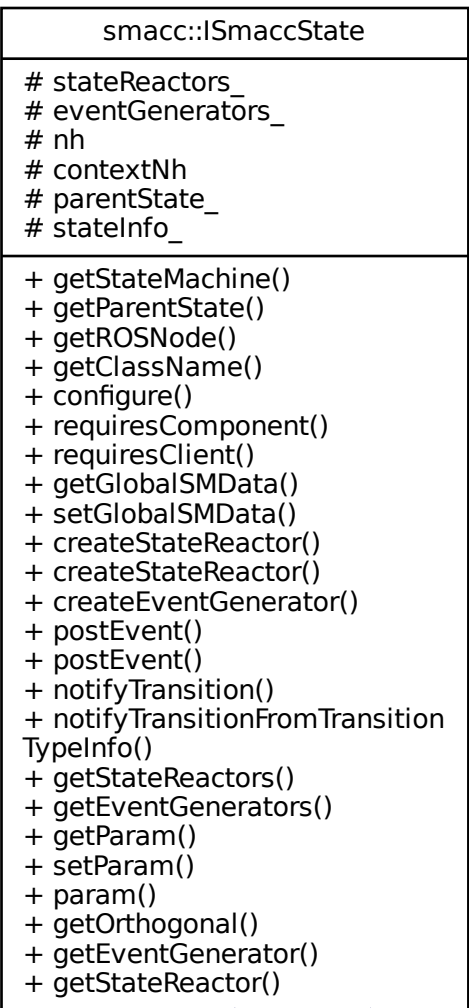 smacc::ISmaccState
# stateReactors_
# eventGenerators_
# nh
# contextNh
# parentState_
# stateInfo_
+ getStateMachine()
+ getParentState()
+ getROSNode()
+ getClassName()
+ configure()
+ requiresComponent()
+ requiresClient()
+ getGlobalSMData()
+ setGlobalSMData()
+ createStateReactor()
+ createStateReactor()
+ createEventGenerator()
+ postEvent()
+ postEvent()
+ notifyTransition()
+ notifyTransitionFromTransition
TypeInfo()
+ getStateReactors()
+ getEventGenerators()
+ getParam()
+ setParam()
+ param()
+ getOrthogonal()
+ getEventGenerator()
+ getStateReactor()